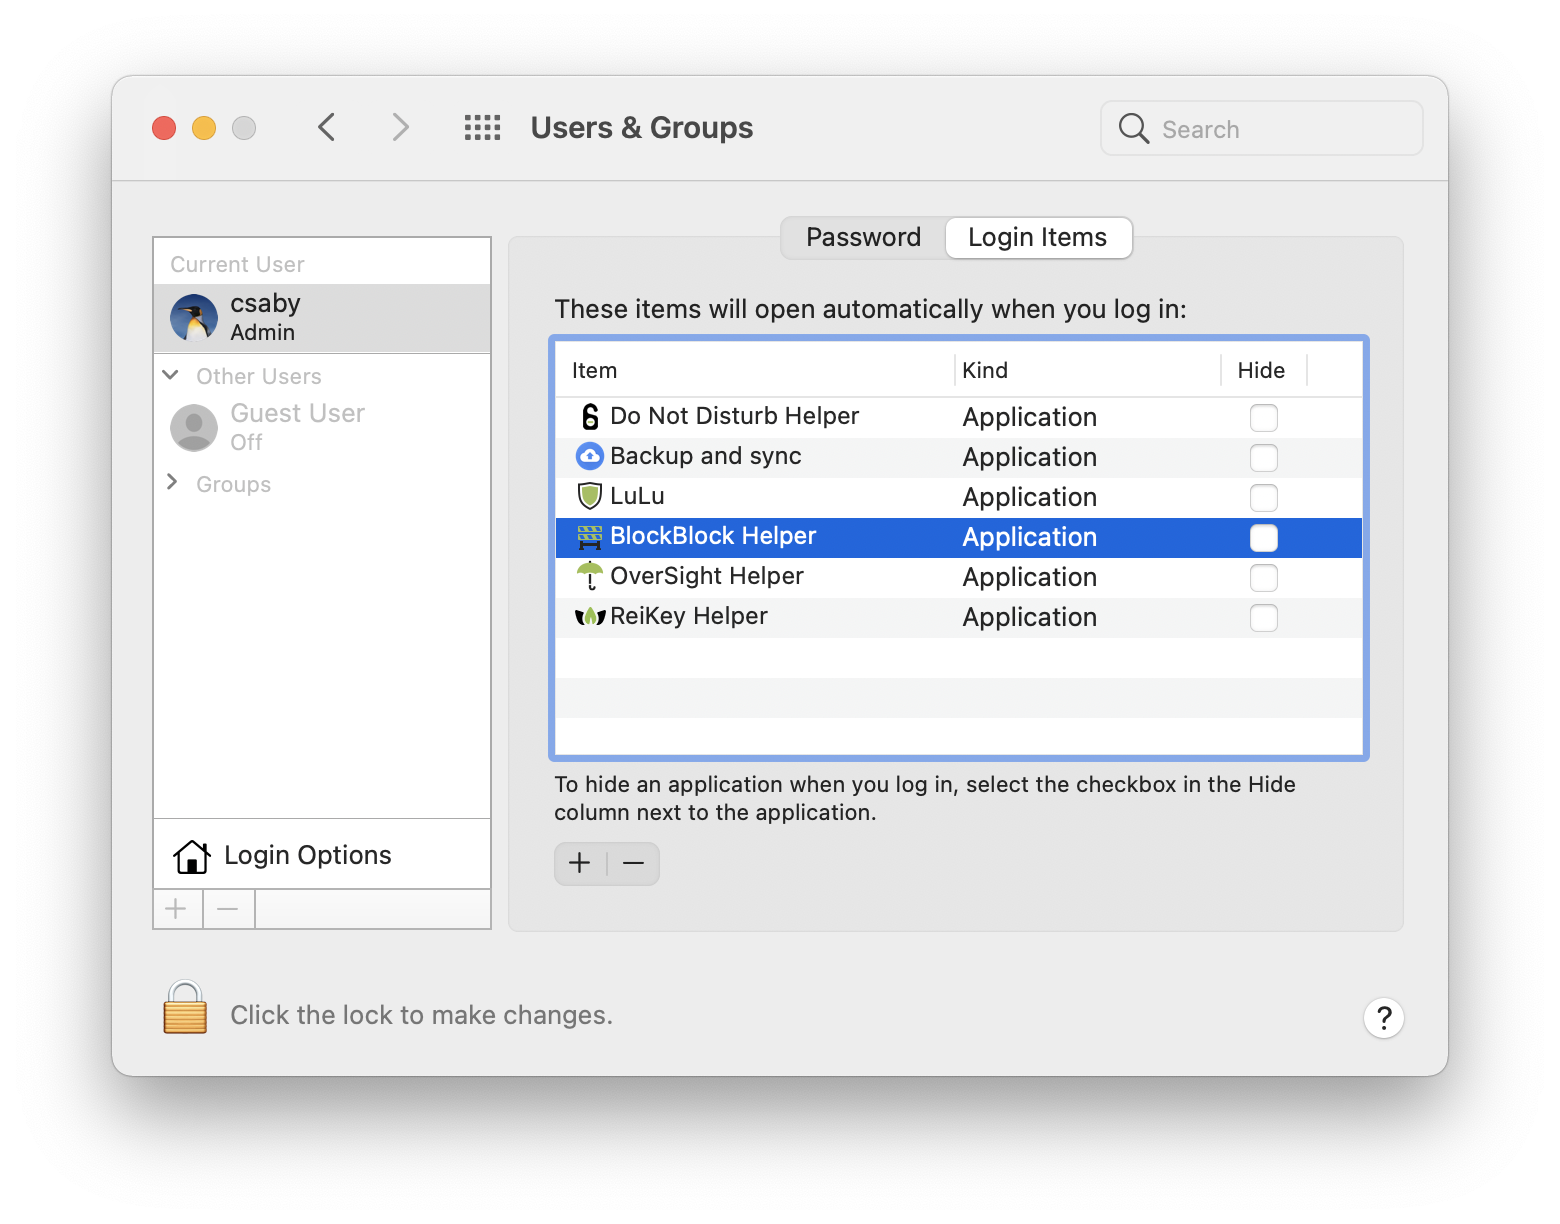 Users & Groups
Search
Current User
csaby
Admin
Other Users
Guest User
Off
Groups
Login Options
Password
Login Items
These items will open automatically when you log in:
Item Kind Hide
Do Not Disturb Helper Application
Backup and sync Application
LuLu Application
BlockBlock Helper Application
OverSight Helper Application
ReiKey Helper Application
To hide an application when you log in, select the checkbox in the Hide
column next to the application.
Click the lock to make changes.
?